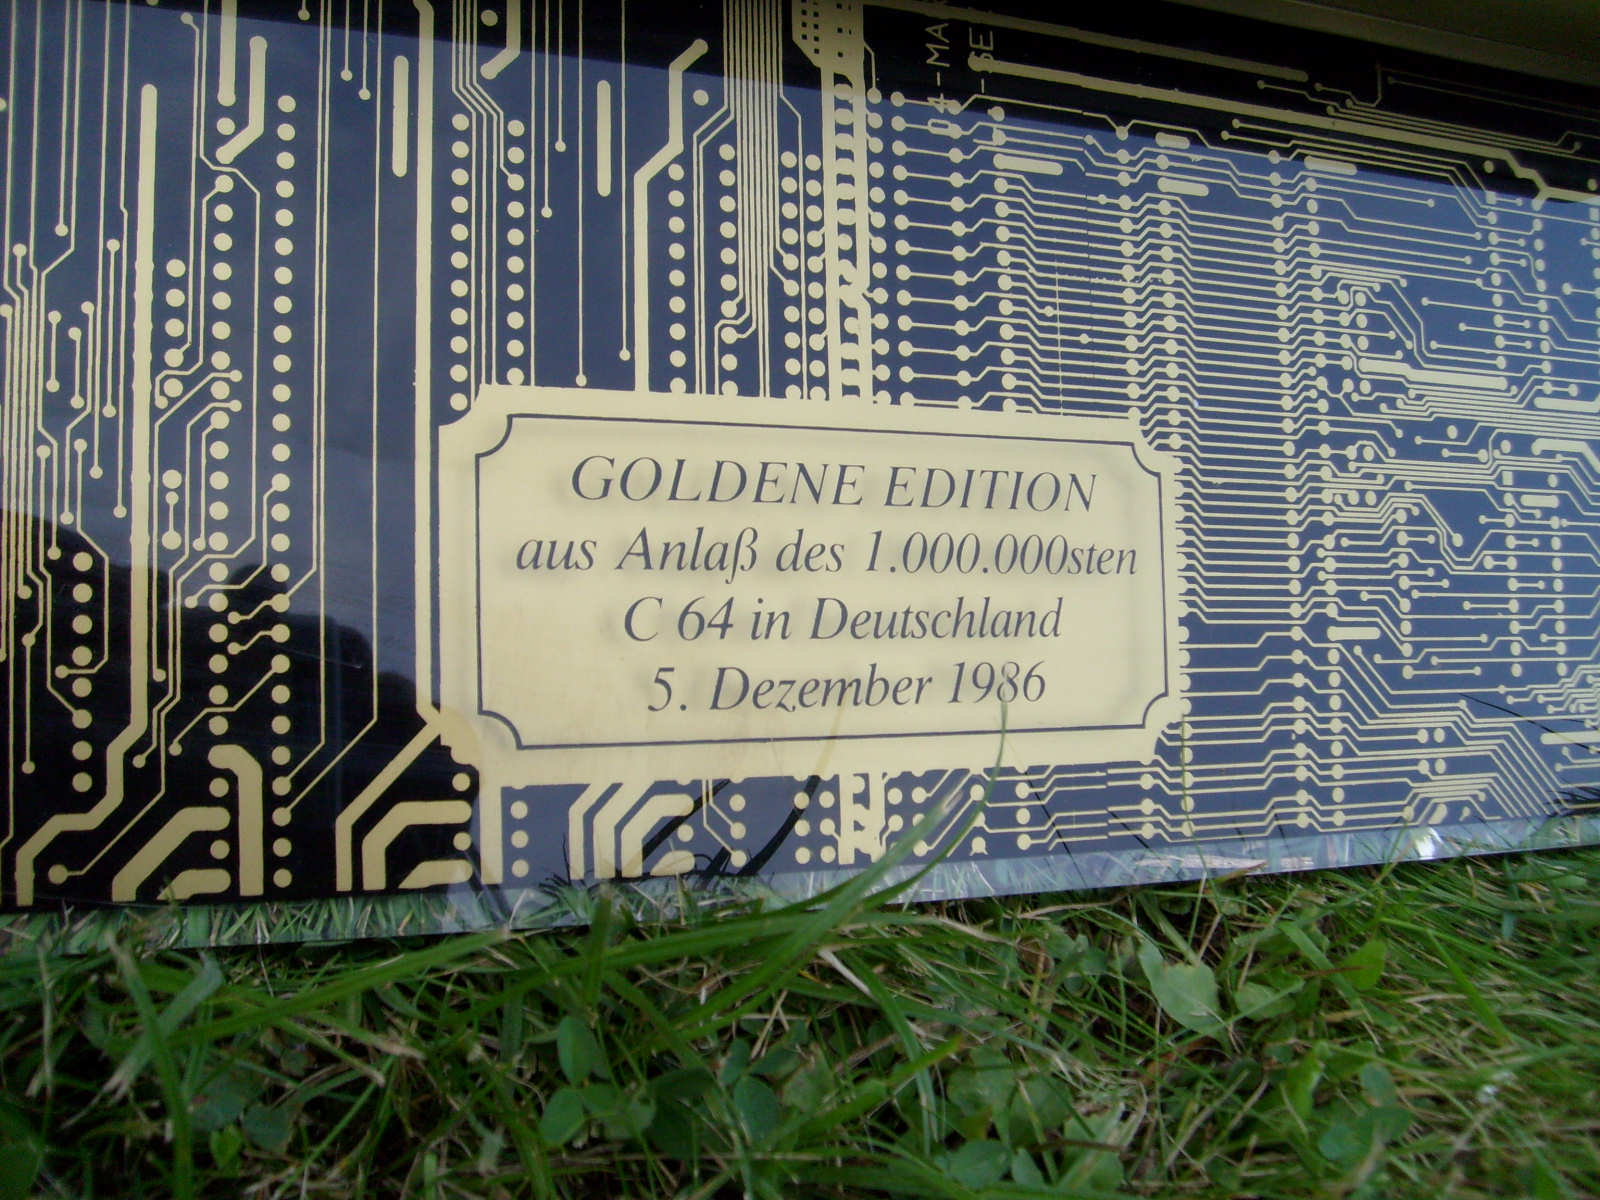 GOLDENE EDITION
aus Anlaß des 1.000.000sten
C 64 in Deutschland
5. Dezember 1986